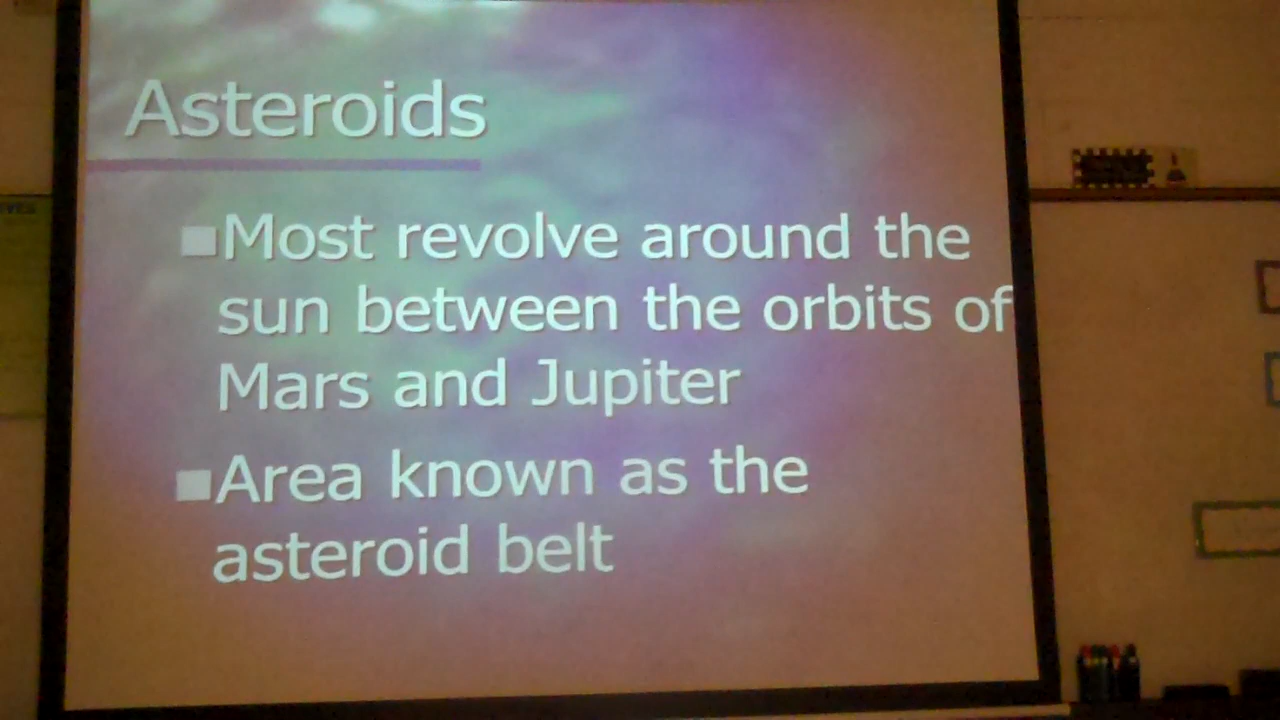 Asteroids
Most revolve around the
sun between the orbits of
Mars and Jupiter
Area known as the
asteroid belt